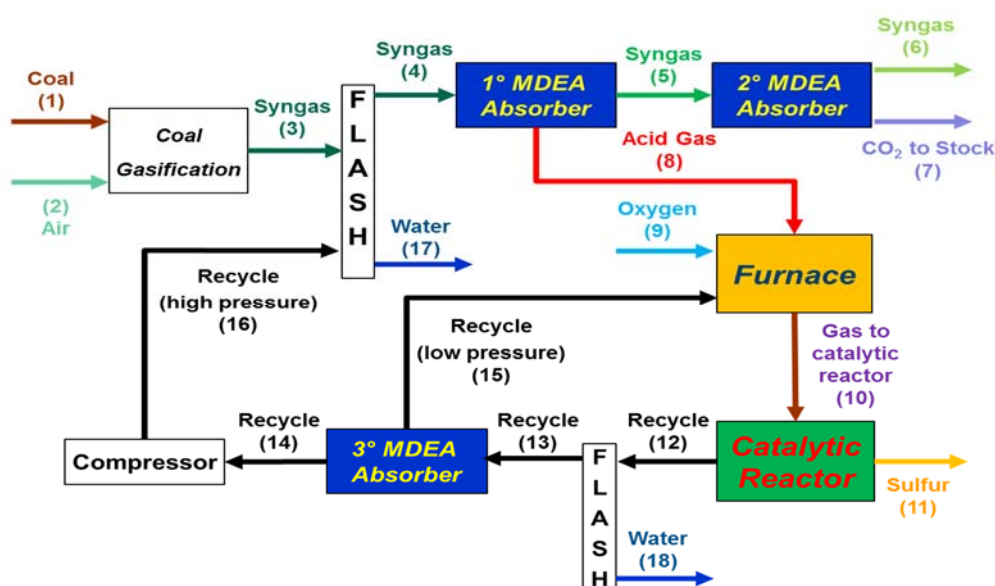 Coal
(1)
(2)
Air
Coal
Gasification
Syngas
(3)
F
L
A
S
H
Syngas
(4)
1° MDEA
Absorber
Syngas
(5)
2° MDEA
Absorber
Syngas
(6)
CO₂ to Stock
(7)
Acid Gas
(8)
Oxygen
(9)
Water
(17)
Furnace
Recycle
(high pressure)
(16)
Recycle
(low pressure)
(15)
Gas to
catalytic
reactor
(10)
Compressor
Recycle
(14)
3° MDEA
Absorber
Recycle
(13)
F
L
A
S
H
Recycle
(12)
Catalytic
Reactor
Sulfur
(11)
Water
(18)